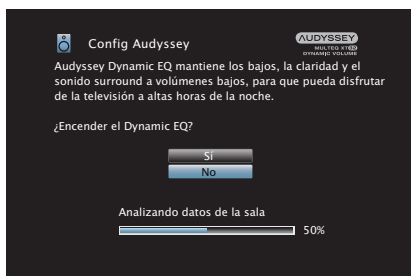 Config Audyssey
AUDYSSEY
MULTEQ XT32
DYNAMIC VOLUME
Audyssey Dynamic EQ mantiene los bajos, la claridad y el
sonido surround a volúmenes bajos, para que pueda disfrutar
de la televisión a altas horas de la noche.
¿Encender el Dynamic EQ?
Sí
No
Analizando datos de la sala
50%